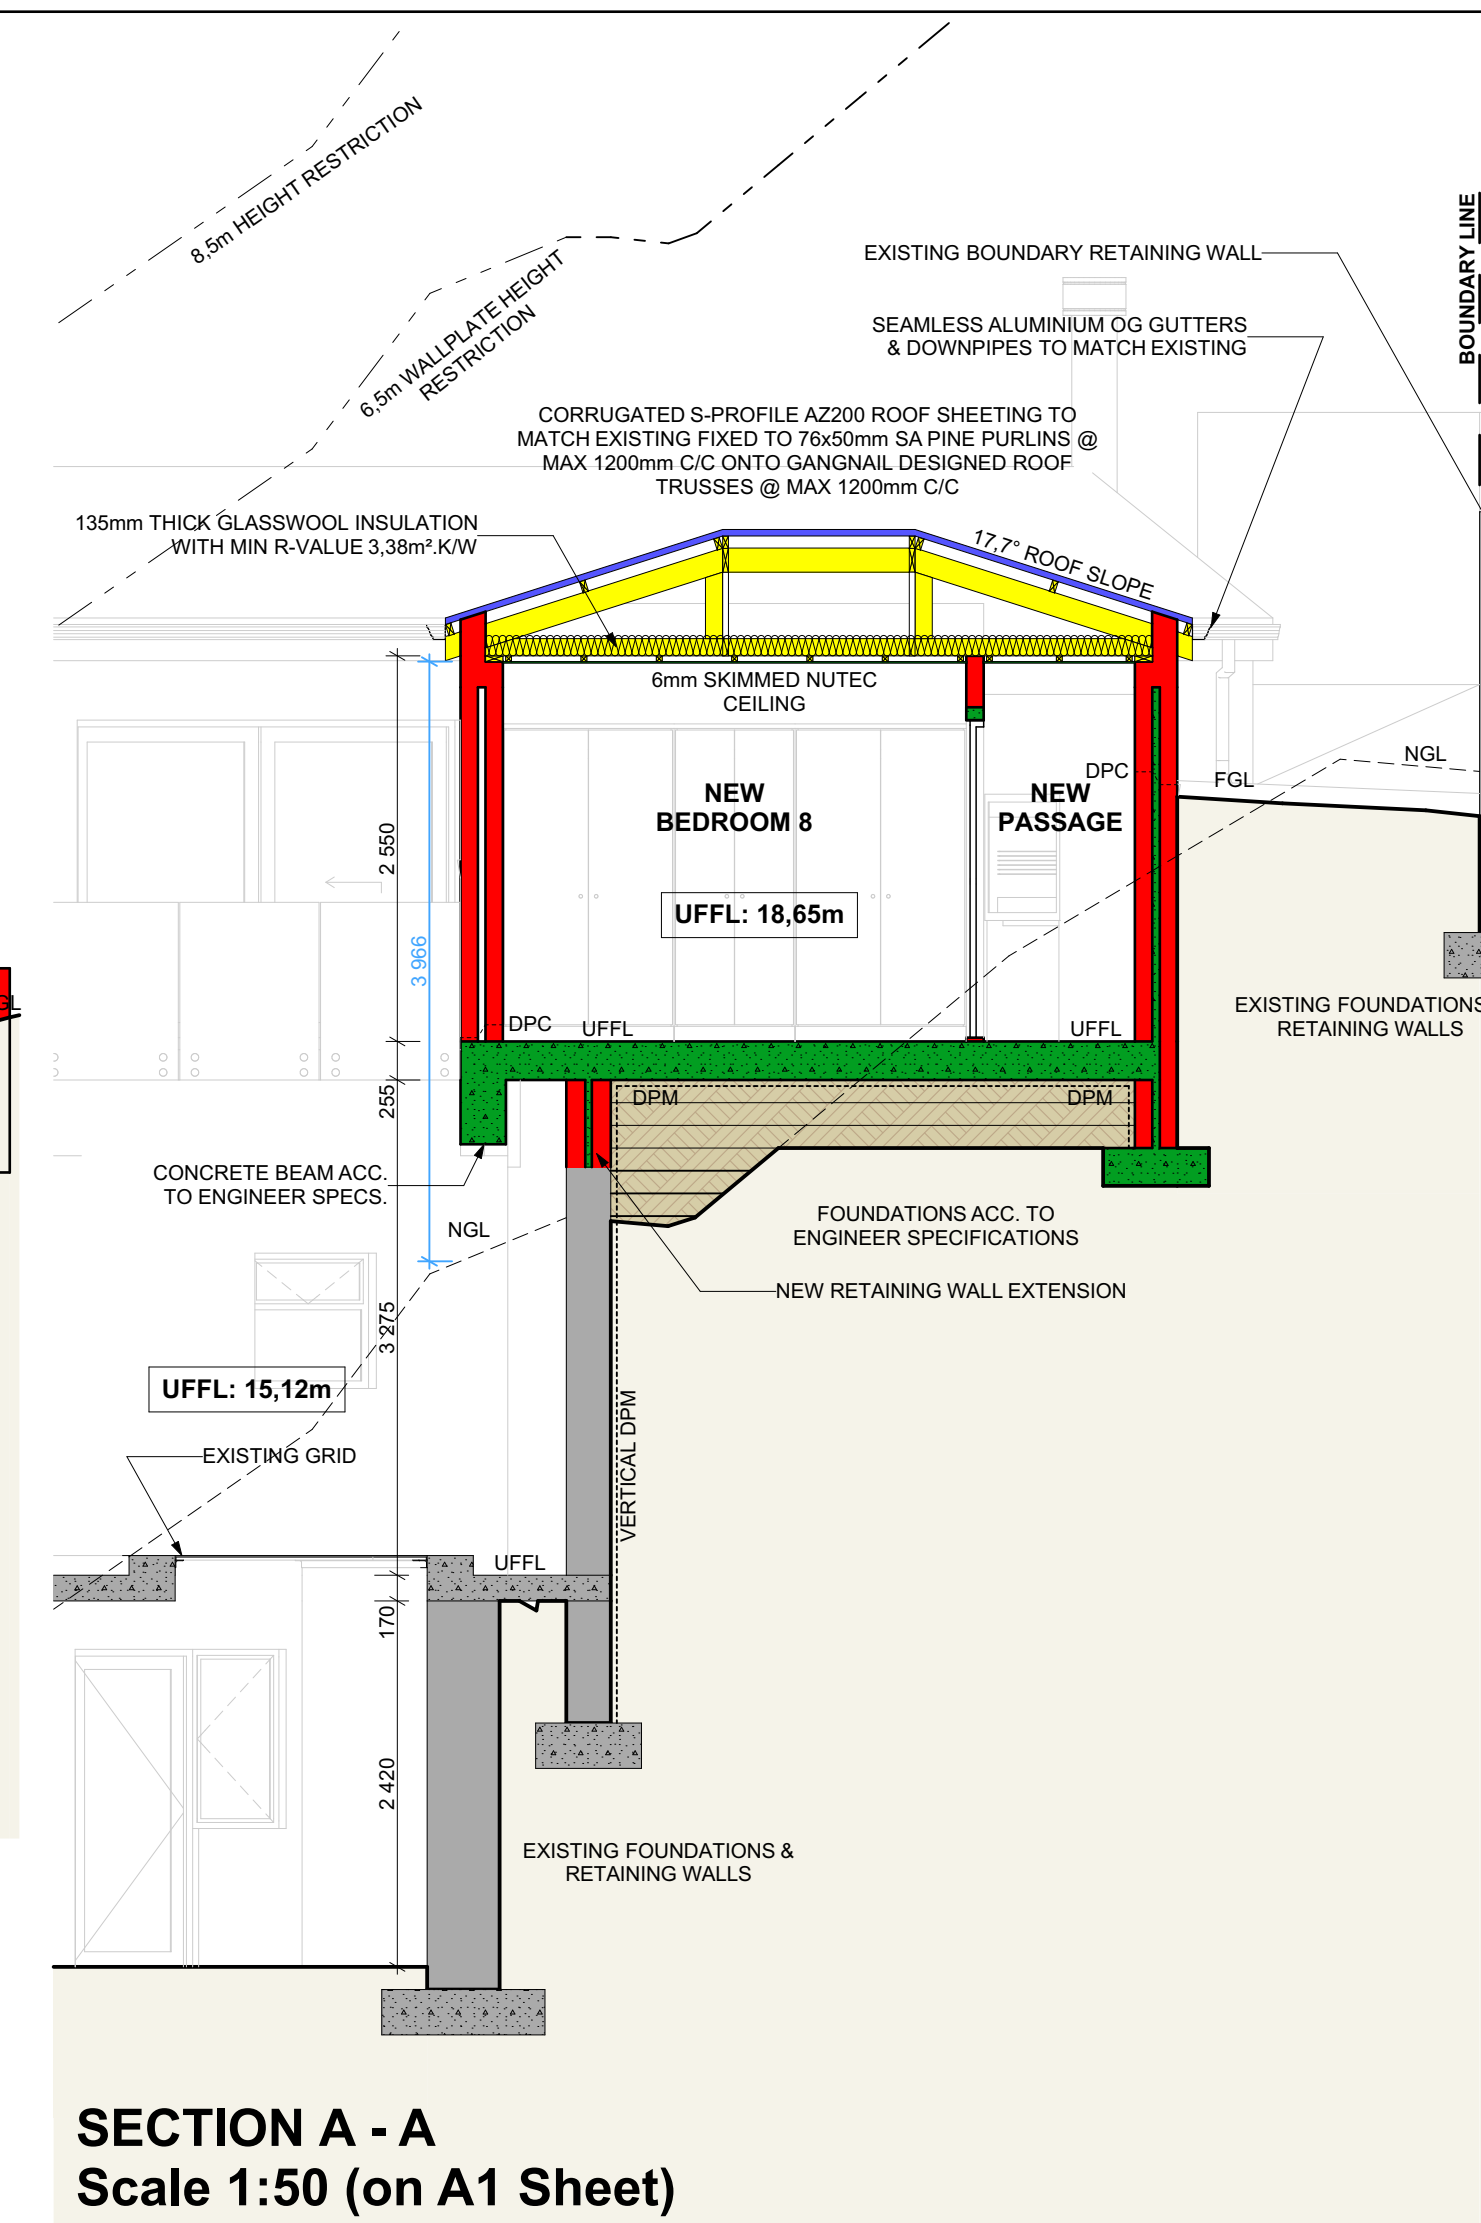 8,5m HEIGHT RESTRICTION
6,5m WALLPLATE HEIGHT
RESTRICTION
BOUNDARY LINE
EXISTING BOUNDARY RETAINING WALL
SEAMLESS ALUMINIUM OG GUTTERS
& DOWNPIPES TO MATCH EXISTING
CORRUGATED S-PROFILE AZ200 ROOF SHEETING TO
MATCH EXISTING FIXED TO 76x50mm SA PINE PURLINS @
MAX 1200mm C/C ONTO GANGNAIL DESIGNED ROOF
TRUSSES @ MAX 1200mm C/C
135mm THICK GLASSWOOL INSULATION
WITH MIN R-VALUE 3,38m².K/W
17,7° ROOF SLOPE
6mm SKIMMED NUTEC
CEILING
NGL
DPC
FGL
NEW
BEDROOM 8
NEW
PASSAGE
2 550
UFFL: 18,65m
3 966
EXISTING FOUNDATIONS
RETAINING WALLS
DPC
UFFL
UFFL
255
DPM
DPM
CONCRETE BEAM ACC.
TO ENGINEER SPECS.
NGL
FOUNDATIONS ACC. TO
ENGINEER SPECIFICATIONS
NEW RETAINING WALL EXTENSION
3 275
UFFL: 15,12m
VERTICAL DPM
EXISTING GRID
UFFL
170
2 420
EXISTING FOUNDATIONS &
RETAINING WALLS
SECTION A - A
Scale 1:50 (on A1 Sheet)